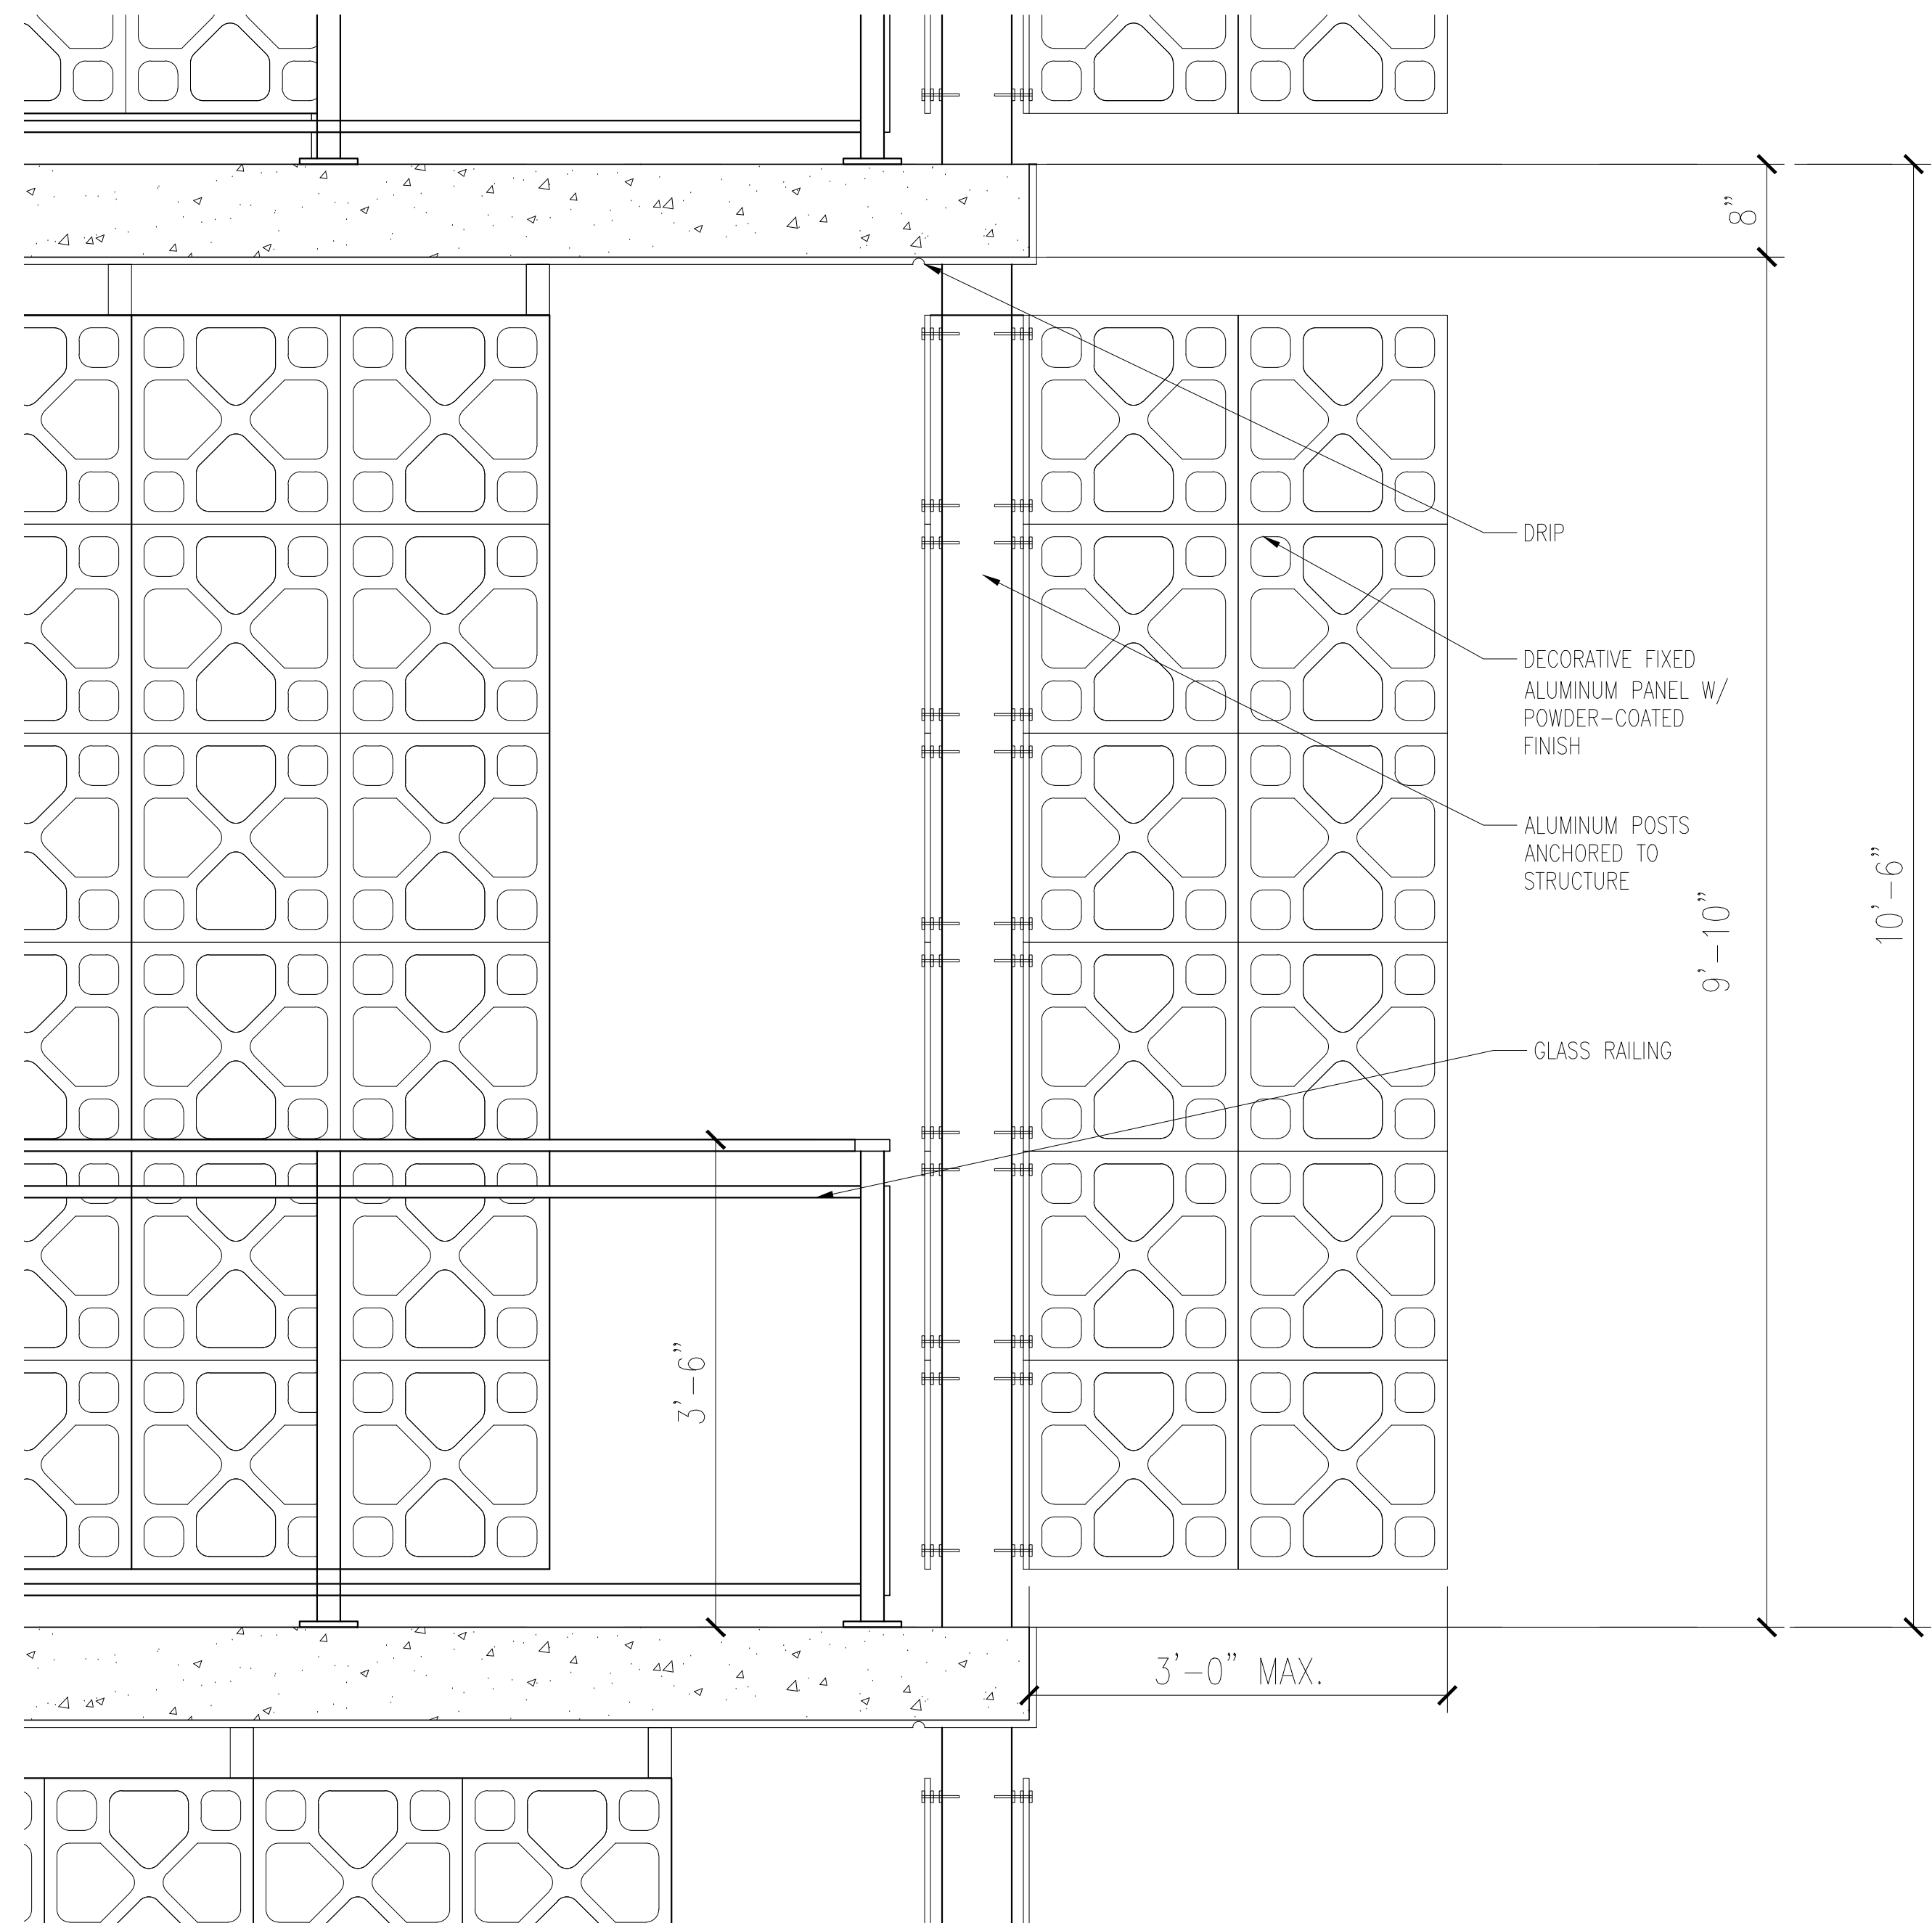 8"
DRIP
DECORATIVE FIXED
ALUMINUM PANEL W/
POWDER-COATED
FINISH
ALUMINUM POSTS
ANCHORED TO
STRUCTURE
9'-10"
10'-6"
GLASS RAILING
3'-6"
3'-0" MAX.